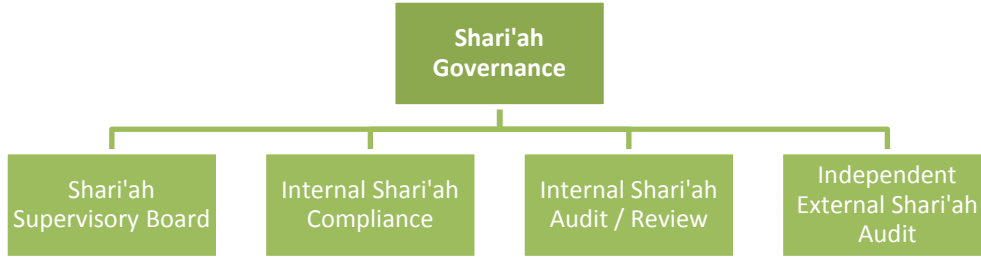 Shari'ah
Governance
Shari'ah
Supervisory Board
Internal Shari'ah
Compliance
Internal Shari'ah
Audit / Review
Independent
External Shari'ah
Audit